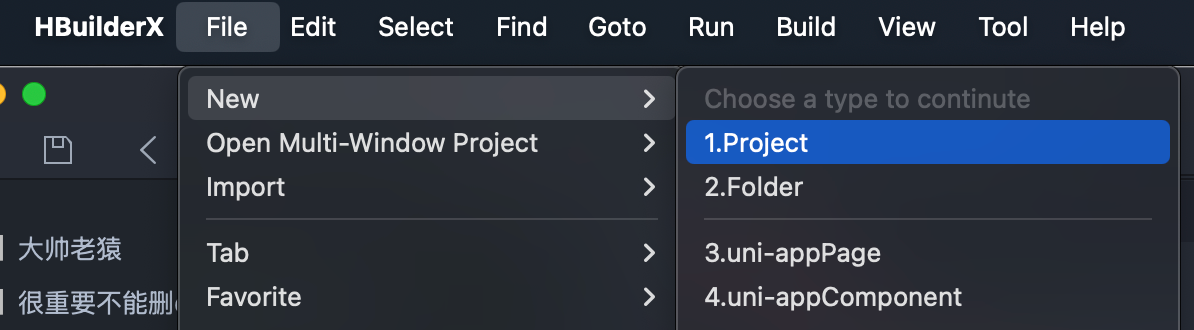 HBuilderX File Edit Select Find Goto Run Build View Tool Help
New
Open Multi-Window Project
Import
Tab
Favorite
Choose a type to continute
1.Project
2.Folder
3.uni-appPage
4.uni-appComponent
大帅老猿
很重要不能删